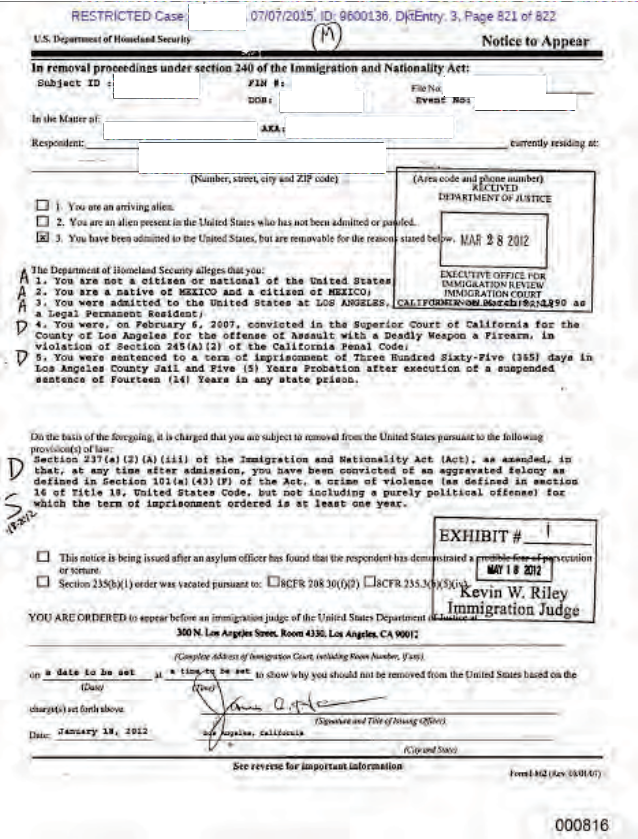 RESTRICTED Case: 07/07/2015, ID: 9600136, DktEntry: 3, Page 821 of 822
U.S. Department of Homeland Security
(M)
Notice to Appear
In removal proceedings under section 240 of the Immigration and Nationality Act:
Subject ID : FIN #: File No:
DOB: Event No:
In the Matter of:
AKA:
Respondent: currently residing at:
(Number, street, city and ZIP code) (Area code and phone number)
RECEIVED
DEPARTMENT OF JUSTICE
MAR 28 2012
EXECUTIVE OFFICE FOR
IMMIGRATION REVIEW
IMMIGRATION COURT
1. You are an arriving alien.
2. You are an alien present in the United States who has not been admitted or paroled.
3. You have been admitted to the United States, but are removable for the reasons stated below.
The Department of Homeland Security alleges that you:
A 1. You are not a citizen or national of the United States
A 2. You are a native of MEXICO and a citizen of MEXICO;
A 3. You were admitted to the United States at LOS ANGELES, CALIFORNIA on March 1990 as
a Legal Permanent Resident;
D 4. You were, on February 6, 2007, convicted in the Superior Court of California for the
County of Los Angeles for the offense of Assault with a Deadly Weapon a Firearm, in
violation of Section 245(A)(2) of the California Penal Code;
D 5. You were sentenced to a term of imprisonment of Three Hundred Sixty-Five (365) days in
Los Angeles County Jail and Five (5) Years Probation after execution of a suspended
sentence of Fourteen (14) Years in any state prison.
On the basis of the foregoing, it is charged that you are subject to removal from the United States pursuant to the following
provision(s) of law:
D Section 237(a)(2)(A)(iii) of the Immigration and Nationality Act (Act), as amended, in
that, at any time after admission, you have been convicted of an aggravated felony as
defined in Section 101(a)(43)(F) of the Act, a crime of violence (as defined in section
S 16 of Title 18, United States Code, but not including a purely political offense) for
which the term of imprisonment ordered is at least one year.
EXHIBIT # 1
MAY 18 2012
Kevin W. Riley
Immigration Judge
This notice is being issued after an asylum officer has found that the respondent has demonstrated a credible fear of persecution
or torture.
Section 235(b)(1) order was vacated pursuant to: 8CFR 208.30(f)(2) 8CFR 235.3(b)(5)(iv)
YOU ARE ORDERED to appear before an immigration judge of the United States Department of Justice at
300 N. Los Angeles Street, Room 4330, Los Angeles, CA 90012
(Complete Address of Immigration Court, including Room Number, if any)
on a date to be set at a time to be set to show why you should not be removed from the United States based on the
(Date) (Time)
charge(s) set forth above.
(Signature and Title of Issuing Officer)
Date: January 18, 2012 Los Angeles, California
(City and State)
See reverse for important information
Form I-862 (Rev. 08/01/07)
000816